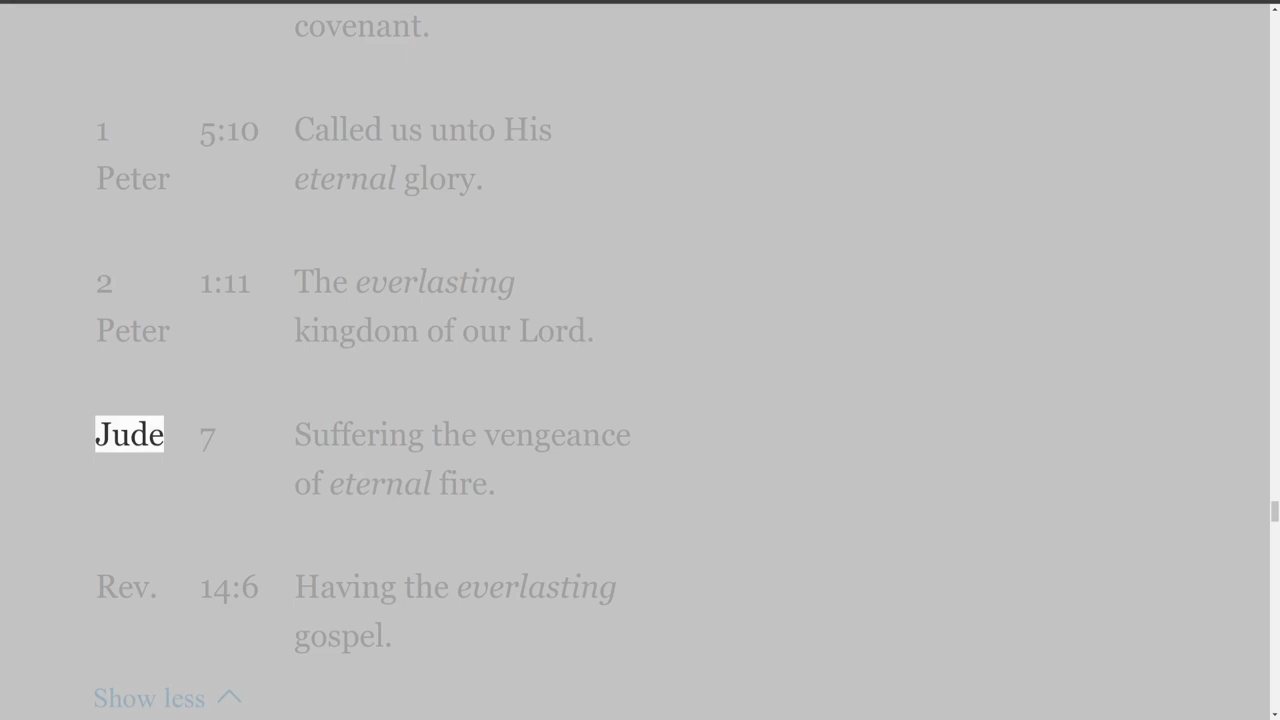 covenant.
1 5:10 Called us unto His
Peter eternal glory.
2 1:11 The everlasting
Peter kingdom of our Lord.
Jude 7 Suffering the vengeance
of eternal fire.
Rev. 14:6 Having the everlasting
gospel.
Show less